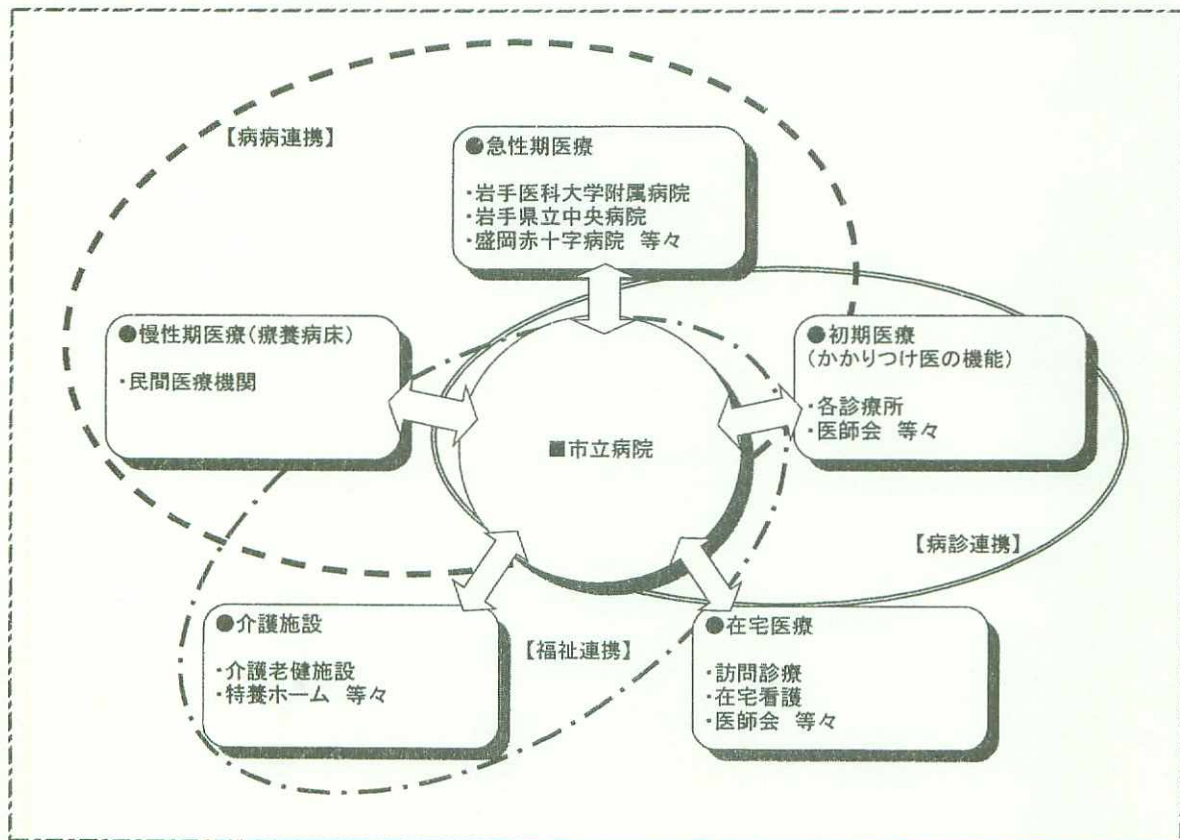 【病病連携】
●急性期医療
・岩手医科大学附属病院
・岩手県立中央病院
・盛岡赤十字病院 等々
●慢性期医療(療養病床)
・民間医療機関
●初期医療
(かかりつけ医の機能)
・各診療所
・医師会 等々
■市立病院
【病診連携】
●介護施設
・介護老健施設
・特養ホーム 等々
【福祉連携】
●在宅医療
・訪問診療
・在宅看護
・医師会 等々